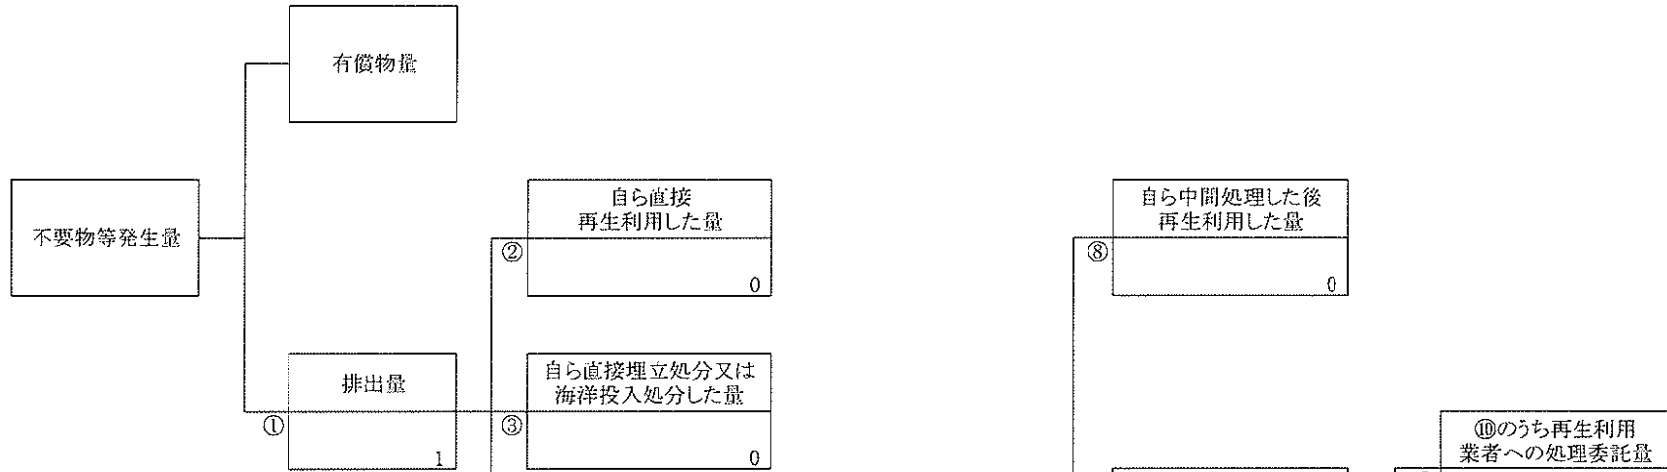 有償物量
不要物等発生量
自ら直接
再生利用した量
②
0
自ら中間処理した後
再生利用した量
⑧
0
排出量
①
1
自ら直接埋立処分又は
海洋投入処分した量
③
0
⑩のうち再生利用
業者への処理委託量